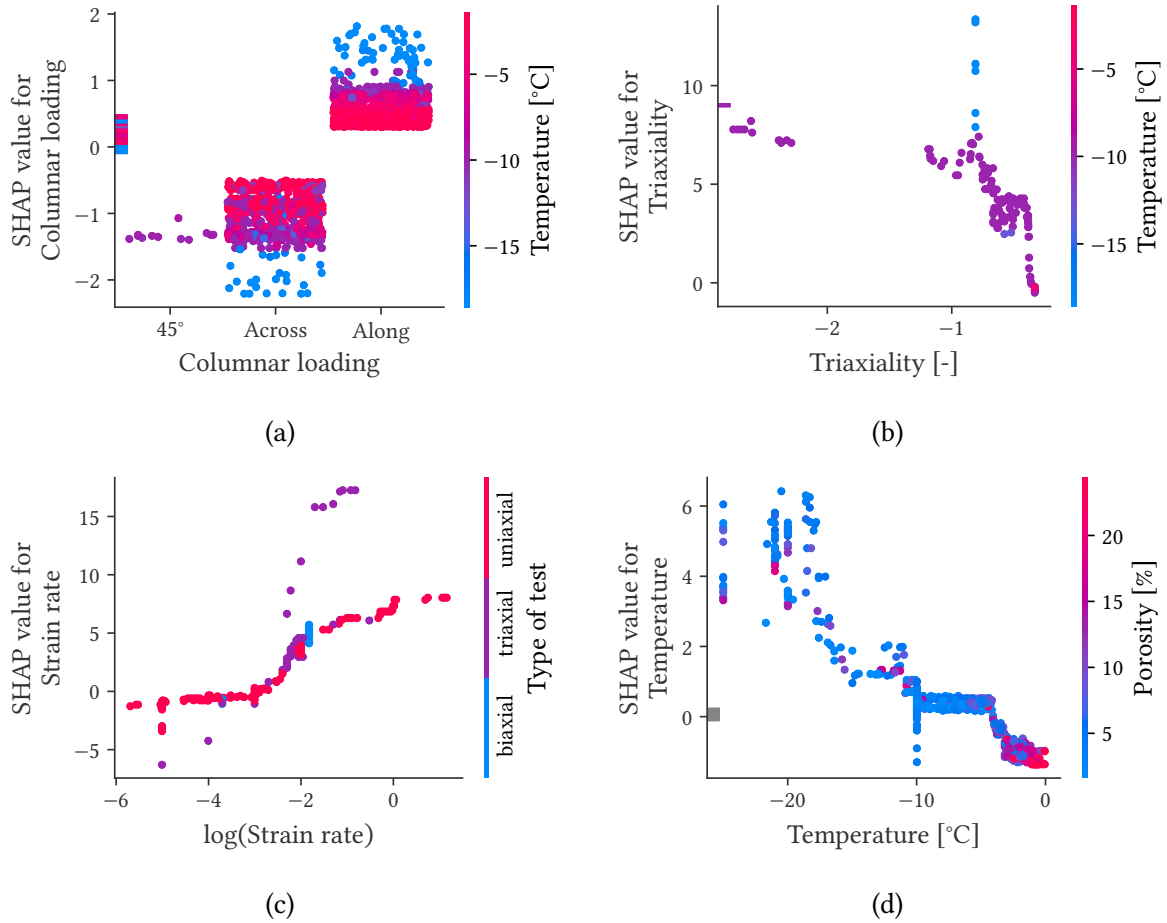 2
1
0
−1
−2
SHAP value for
Columnar loading
45°
Across
Along
Columnar loading
−5
−10
−15
Temperature [°C]
(a)
10
5
0
SHAP value for
Triaxiality
−2
−1
Triaxiality [-]
−5
−10
−15
Temperature [°C]
(b)
15
10
5
0
−5
SHAP value for
Strain rate
−6
−4
−2
0
log(Strain rate)
uniaxial
triaxial
biaxial
Type of test
(c)
6
4
2
0
SHAP value for
Temperature
−20
−10
0
Temperature [°C]
20
15
10
5
Porosity [%]
(d)